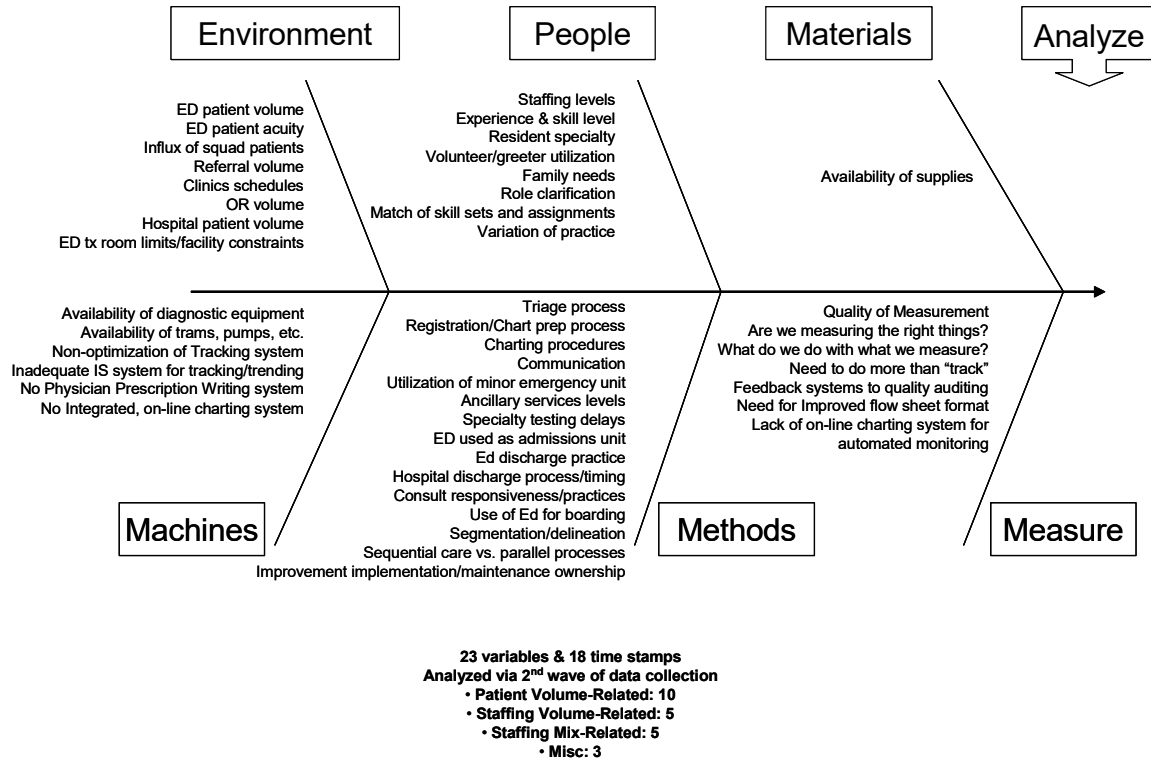 Environment
People
Materials
Analyze
ED patient volume
ED patient acuity
Influx of squad patients
Referral volume
Clinics schedules
OR volume
Hospital patient volume
ED tx room limits/facility constraints
Staffing levels
Experience & skill level
Resident specialty
Volunteer/greeter utilization
Family needs
Role clarification
Match of skill sets and assignments
Variation of practice
Availability of supplies
Availability of diagnostic equipment
Availability of trams, pumps, etc.
Non-optimization of Tracking system
Inadequate IS system for tracking/trending
No Physician Prescription Writing system
No Integrated, on-line charting system
Triage process
Registration/Chart prep process
Charting procedures
Communication
Utilization of minor emergency unit
Ancillary services levels
Specialty testing delays
ED used as admissions unit
Ed discharge practice
Hospital discharge process/timing
Consult responsiveness/practices
Use of Ed for boarding
Segmentation/delineation
Sequential care vs. parallel processes
Improvement implementation/maintenance ownership
Quality of Measurement
Are we measuring the right things?
What do we do with what we measure?
Need to do more than “track”
Feedback systems to quality auditing
Need for Improved flow sheet format
Lack of on-line charting system for
automated monitoring
Machines
Methods
Measure
23 variables & 18 time stamps
Analyzed via 2nd wave of data collection
• Patient Volume-Related: 10
• Staffing Volume-Related: 5
• Staffing Mix-Related: 5
• Misc: 3